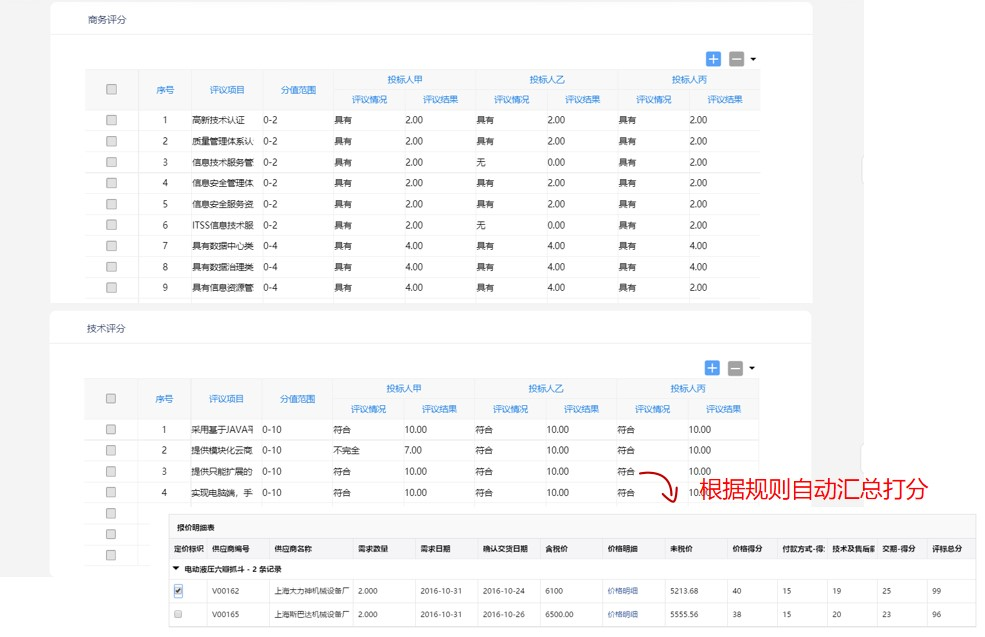 商务评分
投标人甲 投标人乙 投标人丙
序号 评议项目 分值范围 评议情况 评议结果 评议情况 评议结果 评议情况 评议结果
1 高新技术认证 0-2 具有 2.00 具有 2.00 具有 2.00
2 质量管理体系认 0-2 具有 2.00 具有 2.00 具有 2.00
3 信息技术服务管 0-2 具有 2.00 无 0.00 具有 2.00
4 信息安全管理体 0-2 具有 2.00 具有 2.00 具有 2.00
5 信息安全服务资 0-2 具有 2.00 具有 2.00 具有 2.00
6 ITSS信息技术服 0-2 具有 2.00 无 0.00 具有 2.00
7 具有数据中心类 0-4 具有 4.00 具有 4.00 具有 4.00
8 具有数据治理类 0-4 具有 4.00 具有 4.00 具有 4.00
9 具有信息资源管 0-4 具有 4.00 具有 4.00 具有 2.00
技术评分
投标人甲 投标人乙 投标人丙
序号 评议项目 分值范围 评议情况 评议结果 评议情况 评议结果 评议情况 评议结果
1 采用基于JAVA平 0-10 符合 10.00 符合 10.00 符合 10.00
2 提供模块化云商 0-10 不完全 7.00 符合 10.00 符合 10.00
3 提供只能扩展的 0-10 符合 10.00 符合 10.00 符合 10.00
4 实现电脑端，手 0-10 符合 10.00 符合 10.00 符合 10.00
根据规则自动汇总打分
报价明细表
定价标识 供应商编号 供应商名称 需求数量 需求日期 确认交货日期 含税价 价格明细 未税价 价格得分 付款方式-得 技术及售后 交期-得分 评标总分
电动液压六瓣抓斗 - 2 条记录
V00162 上海大力神机械设备厂 2.000 2016-10-31 2016-10-24 6100 价格明细 5213.68 40 15 19 25 99
V00165 上海斯巴达机械设备厂 2.000 2016-10-31 2016-10-26 6500.00 价格明细 5555.56 38 15 20 23 96